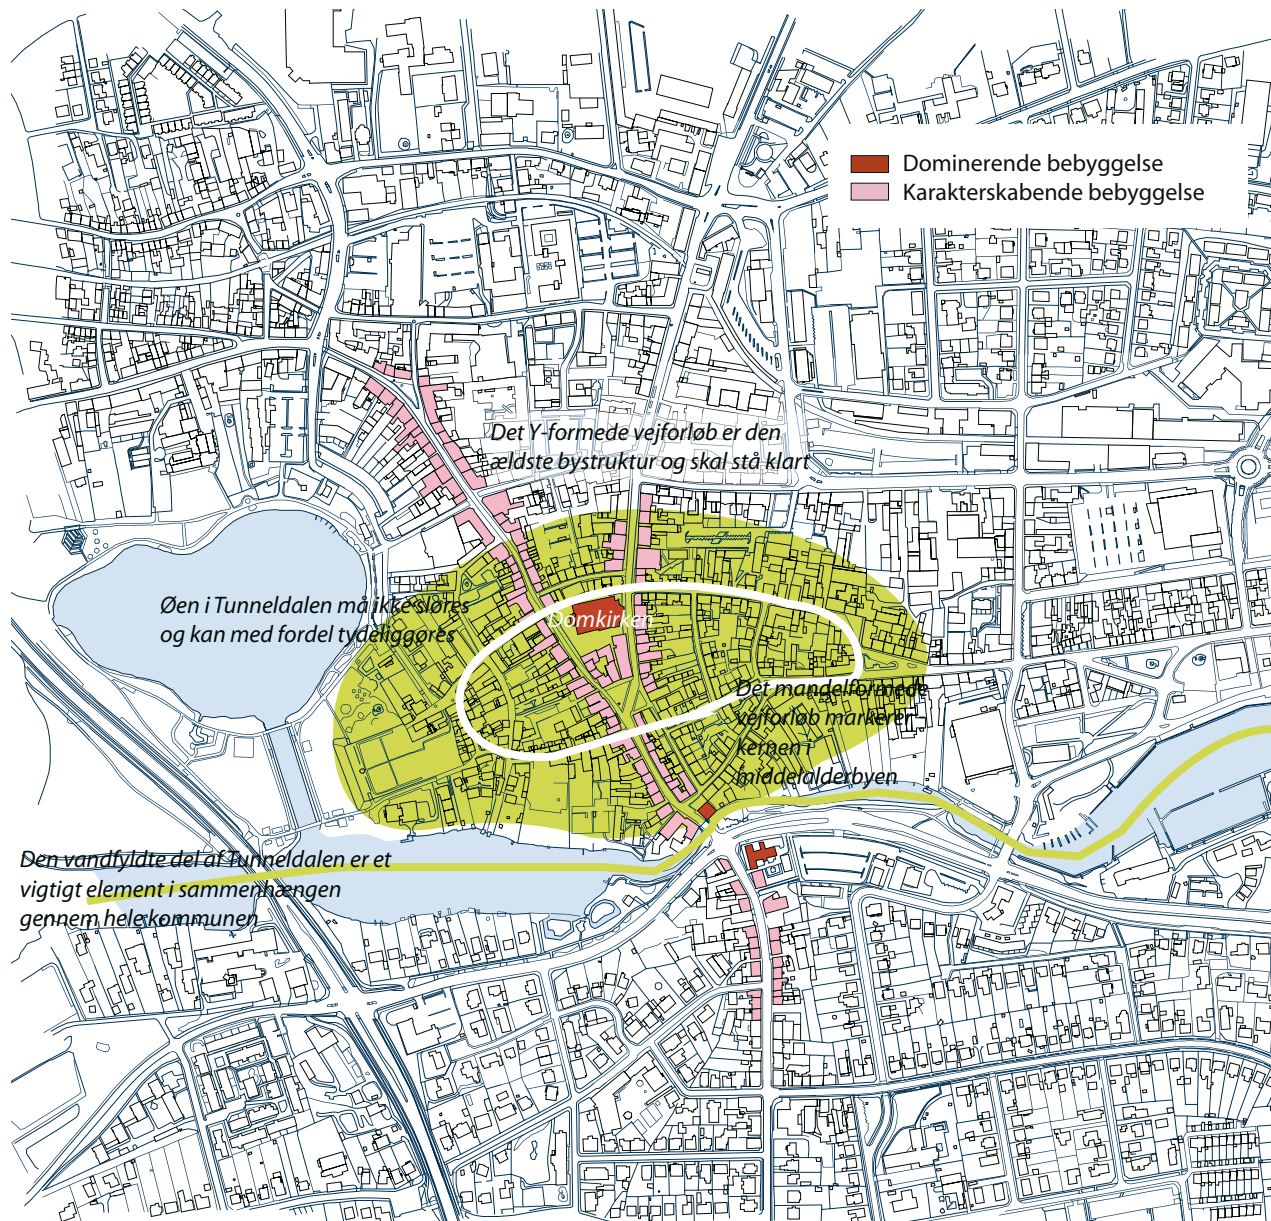 Dominerende bebyggelse
Karakterskabende bebyggelse
Det Y-formede vejforløb er den
ældste bystruktur og skal stå klart
Øen i Tunneldalen må ikke sløres
og kan med fordel tydeliggøres
Domkirken
Det mandelformede
vejforløb markerer
kernen i
middelalderbyen
Den vandfyldte del af Tunneldalen er et
vigtigt element i sammenhængen
gennem hele kommunen